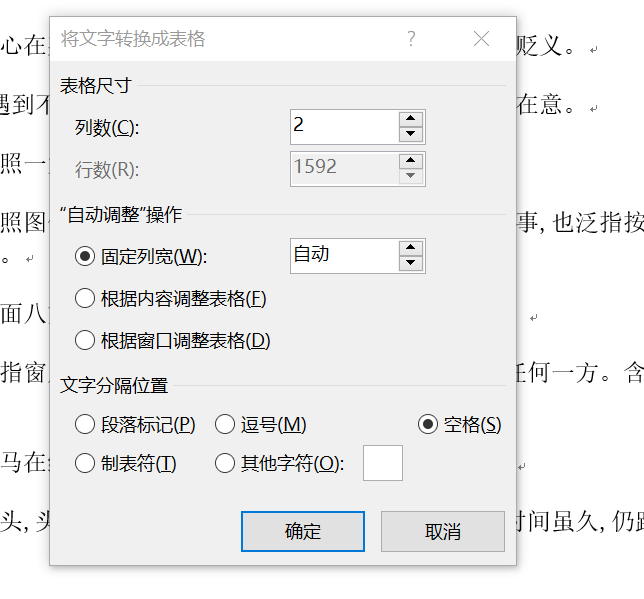 将文字转换成表格
心在
贬义。
表格尺寸
遇到不
在意。
列数(C):
2
照一
行数(R):
1592
照图
事,也泛指按
“自动调整”操作
。
固定列宽(W):
自动
面八
根据内容调整表格(F)
根据窗口调整表格(D)
指窗
任何一方。含
文字分隔位置
段落标记(P)
逗号(M)
空格(S)
马在
制表符(T)
其他字符(O):
头,头
时间虽久,仍跟
确定
取消